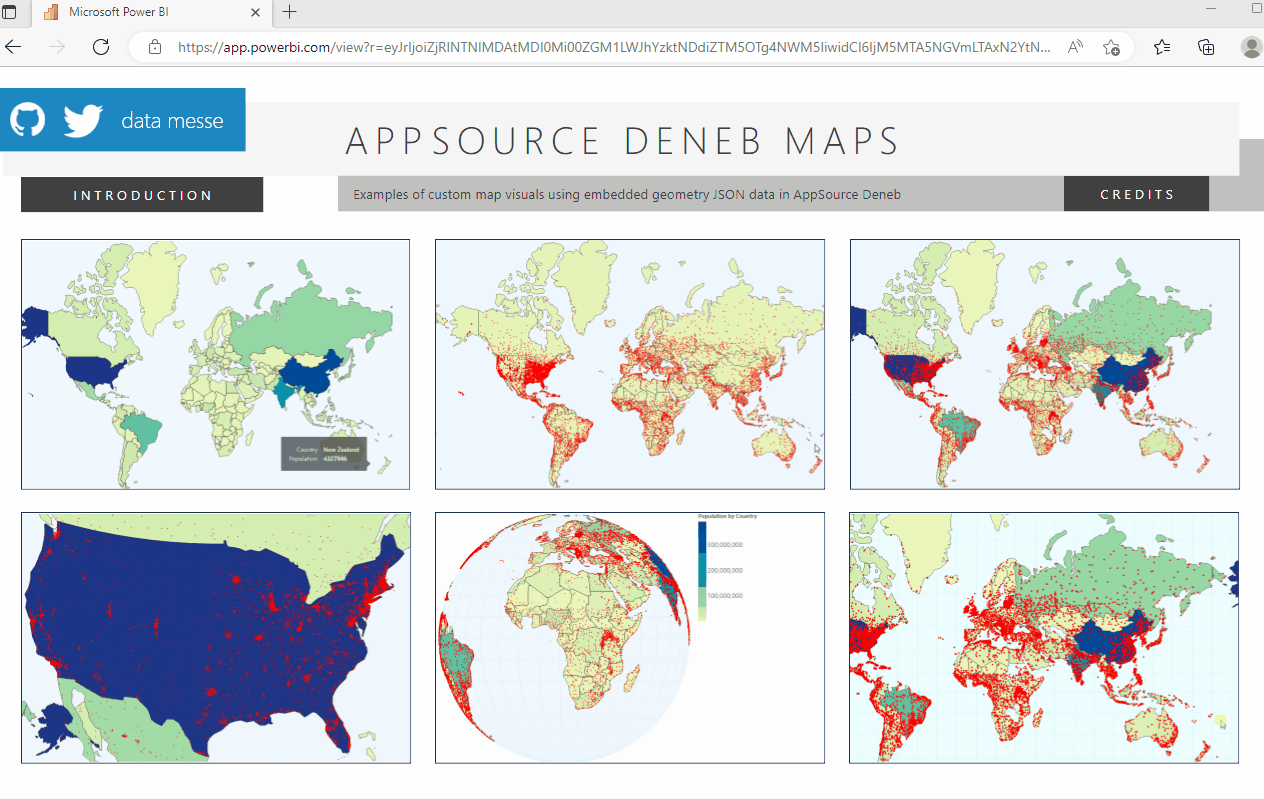 Microsoft Power BI
https://app.powerbi.com/view?r=eyJrIjoiZjRlNTNlMDAtMDI0Mi00ZGM1LWJhYzktNDdiZTM5OTg4NWM5IiwidCI6IjM5MTA5NGVmLTAxN2YtN...
data messe
APPSOURCE DENEB MAPS
INTRODUCTION
Examples of custom map visuals using embedded geometry JSON data in AppSource Deneb
CREDITS
Country New Zealand
Population 4327946
Population by Country
300,000,000
200,000,000
100,000,000